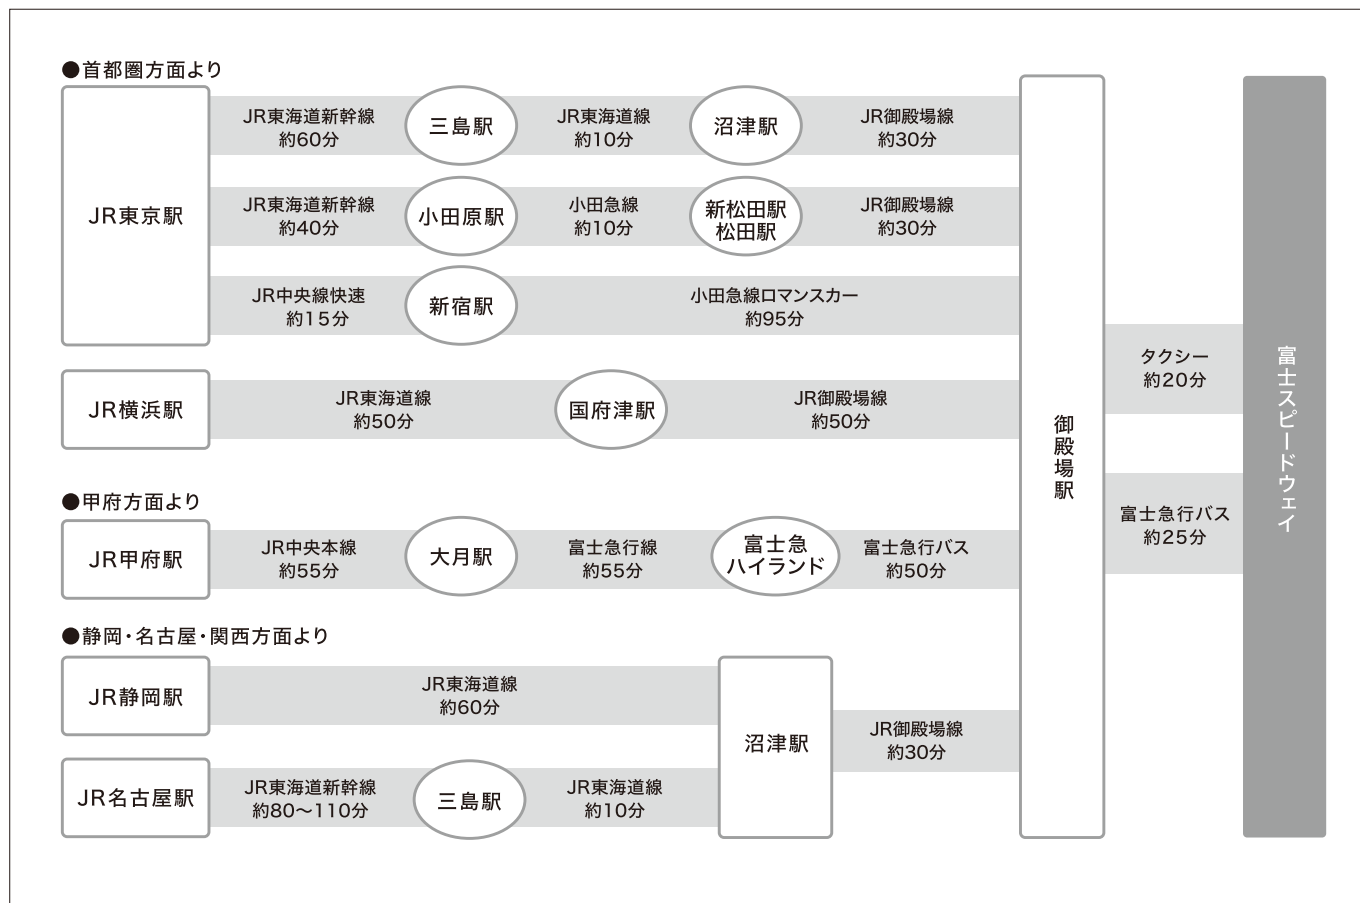 ●首都圏方面より
JR東京駅
JR東海道新幹線
約60分
三島駅
JR東海道線
約10分
沼津駅
JR御殿場線
約30分
JR東海道新幹線
約40分
小田原駅
小田急線
約10分
新松田駅
松田駅
JR御殿場線
約30分
JR中央線快速
約15分
新宿駅
小田急線ロマンスカー
約95分
JR横浜駅
JR東海道線
約50分
国府津駅
JR御殿場線
約50分
●甲府方面より
JR甲府駅
JR中央本線
約55分
大月駅
富士急行線
約55分
富士急
ハイランド
富士急行バス
約50分
●静岡・名古屋・関西方面より
JR静岡駅
JR東海道線
約60分
JR名古屋駅
JR東海道新幹線
約80〜110分
三島駅
JR東海道線
約10分
沼津駅
JR御殿場線
約30分
御殿場駅
タクシー
約20分
富士急行バス
約25分
富士スピードウェイ